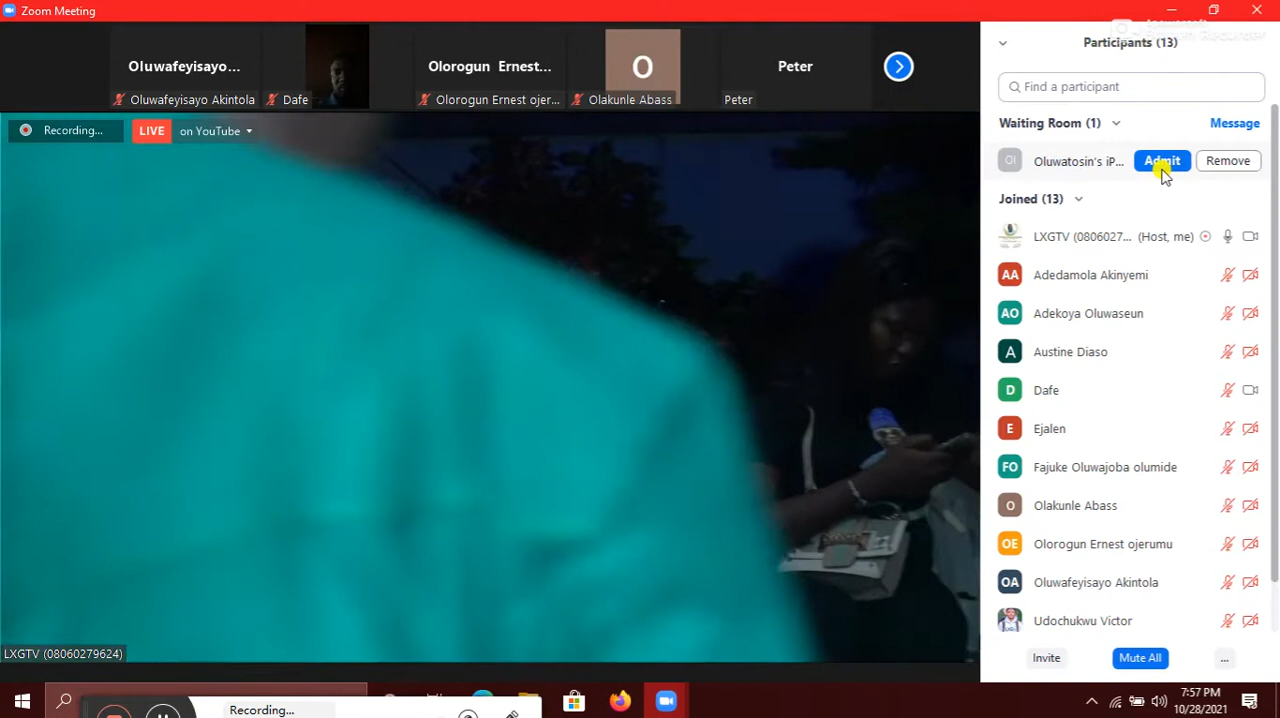 Zoom Meeting
Oluwafeyisayo...
Oluwafeyisayo Akintola
Dafe
Olorogun Ernest...
Olorogun Ernest ojer...
O
Olakunle Abass
Peter
Peter
Recording...
LIVE on YouTube
LXGTV (08060279624)
Participants (13)
Find a participant
Waiting Room (1)
Message
OI Oluwatosin's iP... Admit Remove
Joined (13)
LXGTV (0806027... (Host, me)
AA Adedamola Akinyemi
AO Adekoya Oluwaseun
A Austine Diaso
D Dafe
E Ejalen
FO Fajuke Oluwajoba olumide
O Olakunle Abass
OE Olorogun Ernest ojerumu
OA Oluwafeyisayo Akintola
Udochukwu Victor
Invite Mute All ...
Recording...
7:57 PM
10/28/2021